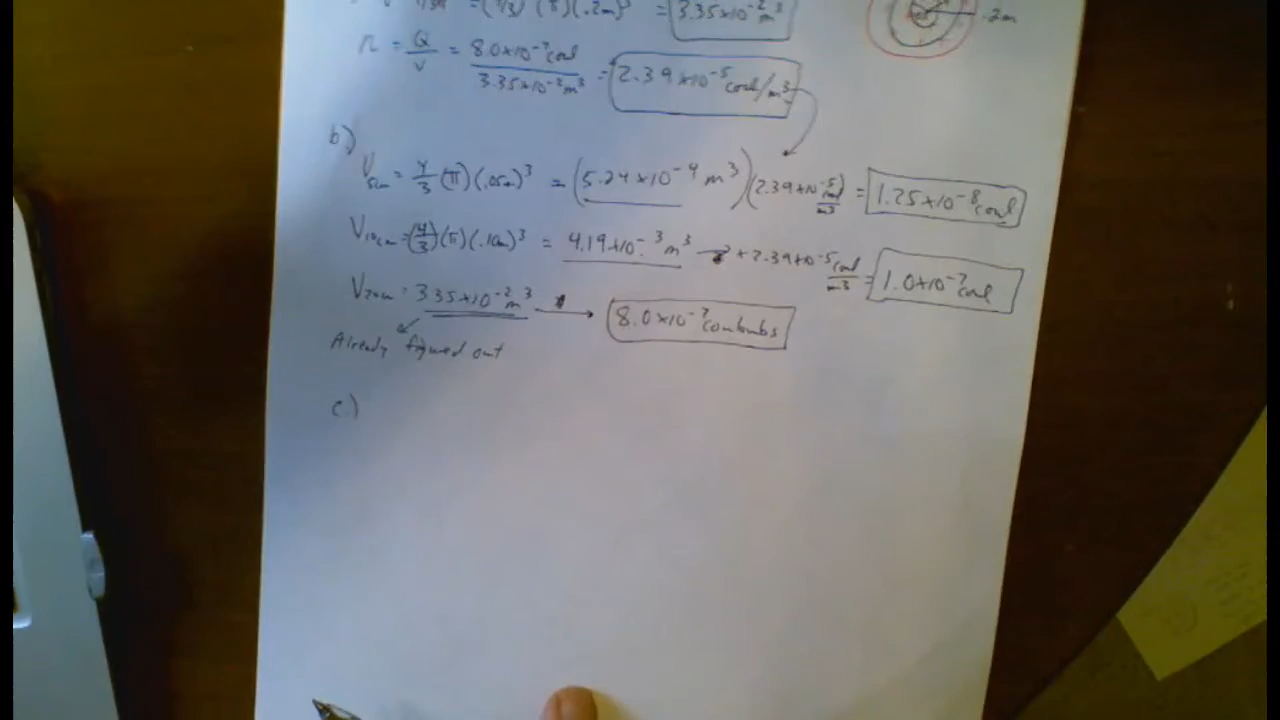 = (4/3) (π)(.2m)³ = 3.35×10⁻² m³
.2m
n = Q/V = 8.0×10⁻⁷ coul / 3.35×10⁻² m³ = 2.39×10⁻⁵ coul/m³
b)
V5cm = 4/3 (π)(.05m)³ = (5.24×10⁻⁴ m³)(2.39×10⁻⁵ coul/m³) = 1.25×10⁻⁸ coul
V10cm = (4/3)(π)(.10m)³ = 4.19×10⁻³ m³ × 2.39×10⁻⁵ coul/m³ = 1.0×10⁻⁷ coul
V20cm = 3.35×10⁻² m³ → 8.0×10⁻⁷ coulombs
Already figured out
c.)